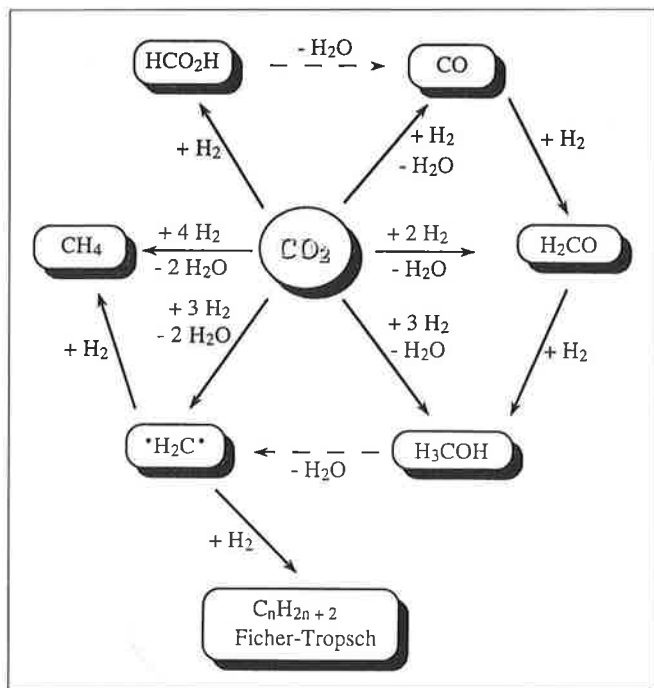 - H₂O
HCO₂H
CO
+ H₂
+ H₂
- H₂O
+ H₂
CO₂
CH₄
+ 4 H₂
- 2 H₂O
+ 2 H₂
- H₂O
H₂CO
+ 3 H₂
- 2 H₂O
+ 3 H₂
- H₂O
+ H₂
+ H₂
•H₂C•
- H₂O
H₃COH
+ H₂
CₙH₂ₙ ₊ ₂
Ficher-Tropsch